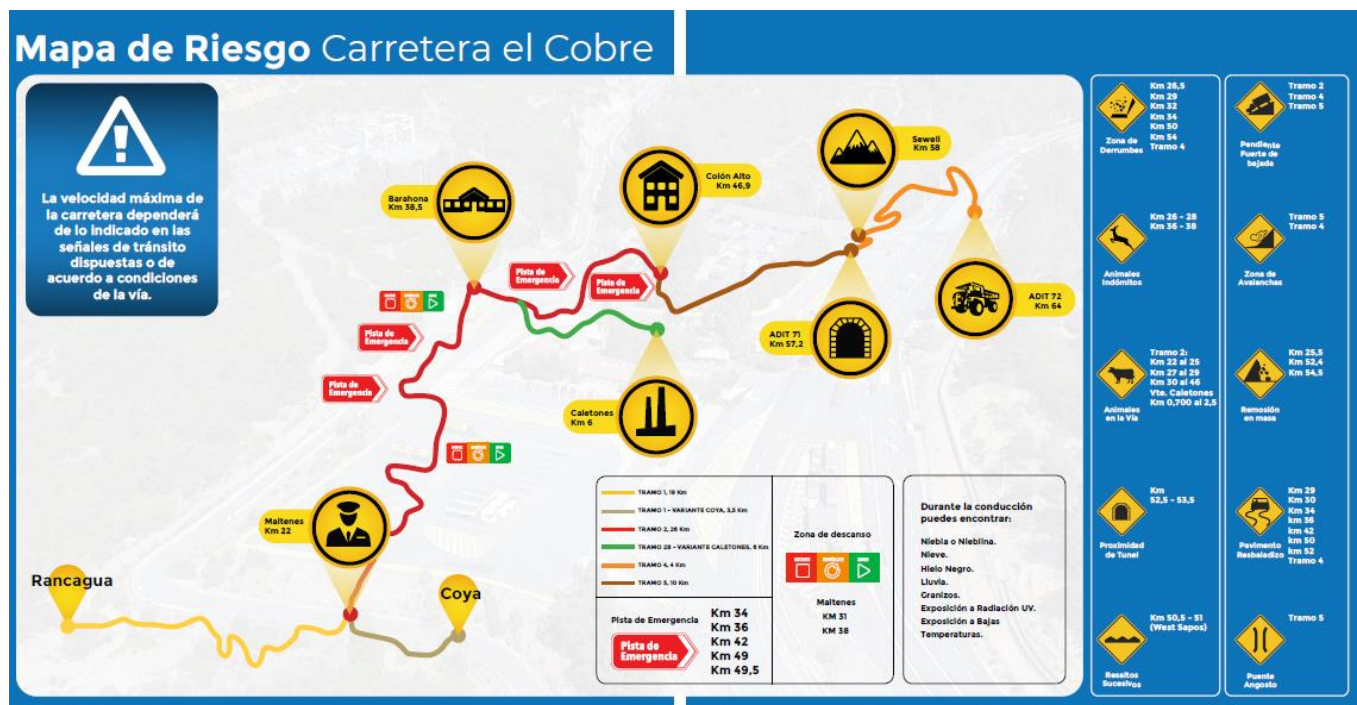 Mapa de Riesgo Carretera el Cobre
La velocidad máxima de
la carretera dependerá
de lo indicado en las
señales de tránsito
dispuestas o de
acuerdo a condiciones
de la vía.
Barahona
Km 38,5
Colón Alto
Km 46,9
Sewell
Km 58
Pista de
Emergencia
Pista de
Emergencia
Pista de
Emergencia
Pista de
Emergencia
ADIT 72
Km 64
ADIT 71
Km 57,2
Caletones
Km 6
Maitenes
Km 22
Rancagua
Coya
TRAMO 1, 19 Km
TRAMO 1 - VARIANTE COYA, 5,5 Km
TRAMO 2, 26 Km
TRAMO 2B - VARIANTE CALETONES, 6 Km
TRAMO 4, 4 Km
TRAMO 5, 10 Km
Pista de Emergencia
Pista de
Emergencia
Km 34
Km 36
Km 42
Km 49
Km 49,5
Zona de descanso
Maitenes
KM 31
KM 38
Durante la conducción
puedes encontrar:
Niebla o Nieblina.
Nieve.
Hielo Negro.
Lluvia.
Granizos.
Exposición a Radiación UV.
Exposición a Bajas
Temperaturas.
Zona de
Derrumbes
Km 26,5
Km 29
Km 32
Km 34
Km 50
Km 54
Tramo 4
Animales
Indómitos
Km 26 - 28
Km 36 - 38
Animales
en la Vía
Tramo 2:
Km 22 al 25
Km 27 al 29
Km 30 al 46
Vte. Caletones
Km 0,700 al 2,5
Proximidad
de Tunel
Km
52,5 - 53,5
Resaltos
Sucesivos
Km 50,5 - 51
(West Sapos)
Pendiente
Fuerte de
bajada
Tramo 2
Tramo 4
Tramo 5
Zona de
Avalanchas
Tramo 5
Tramo 4
Remosión
en masa
Km 25,5
Km 52,4
Km 54,5
Pavimento
Resbaladizo
Km 29
Km 30
Km 34
km 36
km 42
km 50
km 52
Tramo 4
Puente
Angosto
Tramo 5